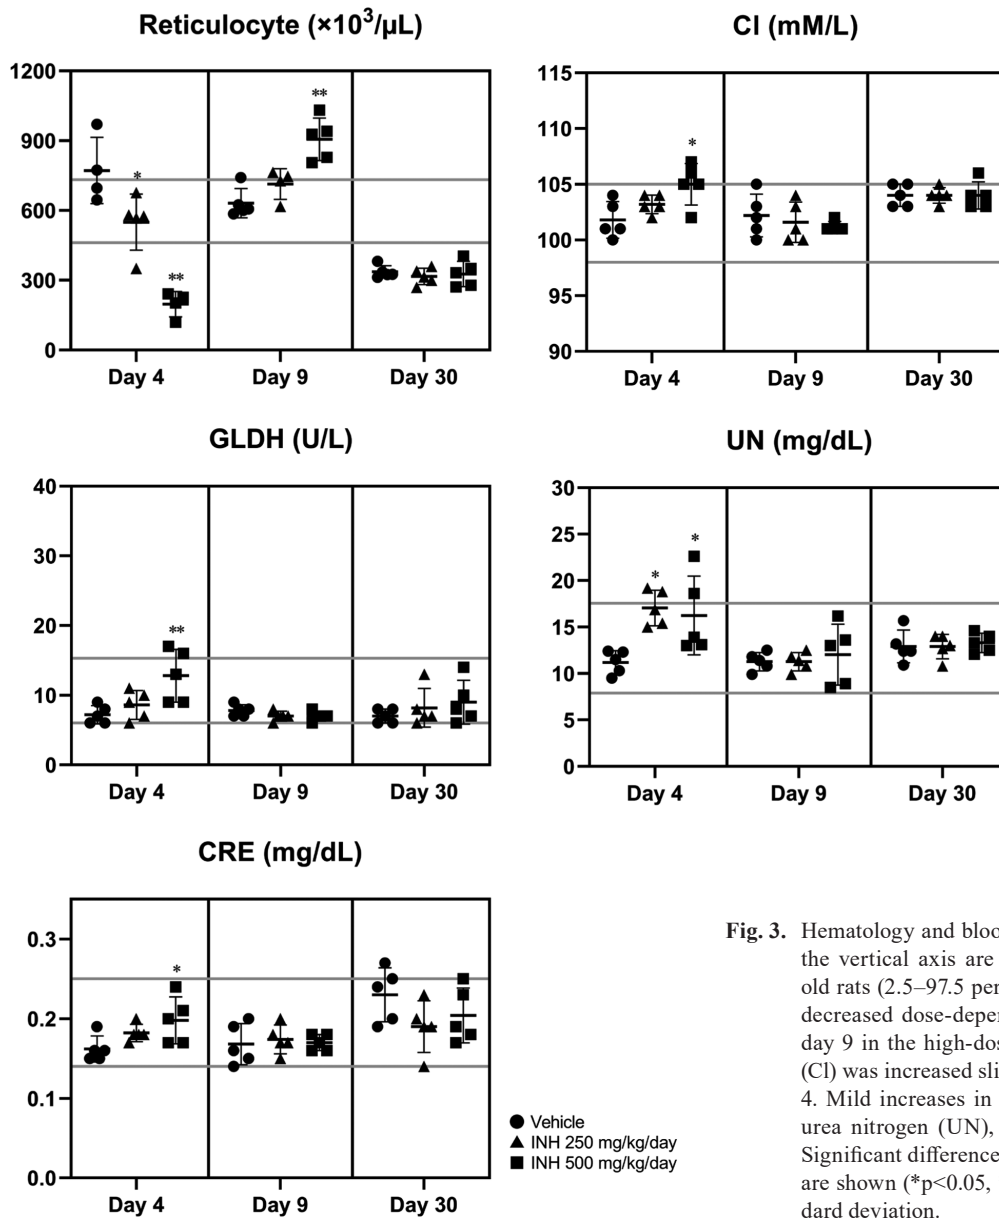 Reticulocyte (×10³/µL)
1200
900
600
300
0
*
**
**
Day 4
Day 9
Day 30
Cl (mM/L)
115
110
105
100
95
90
*
Day 4
Day 9
Day 30
GLDH (U/L)
40
30
20
10
0
**
Day 4
Day 9
Day 30
UN (mg/dL)
30
25
20
15
10
5
0
*
*
Day 4
Day 9
Day 30
CRE (mg/dL)
0.3
0.2
0.1
0.0
*
Day 4
Day 9
Day 30
Vehicle
INH 250 mg/kg/day
INH 500 mg/kg/day
Fig. 3. Hematology and bloo
the vertical axis are
old rats (2.5–97.5 per
decreased dose-depe
day 9 in the high-dos
(Cl) was increased sli
4. Mild increases in
urea nitrogen (UN),
Significant difference
are shown (*p<0.05,
dard deviation.